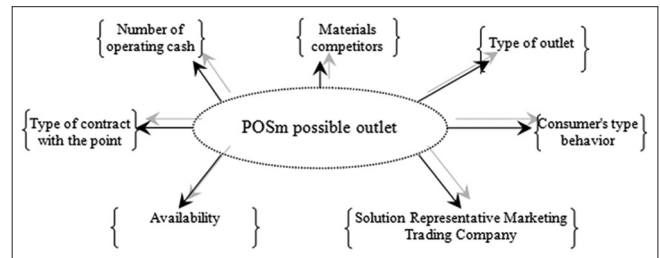 Number of
operating cash
Materials
competitors
Type of outlet
Type of contract
with the point
POSm possible outlet
Consumer's type
behavior
Availability
Solution Representative Marketing
Trading Company